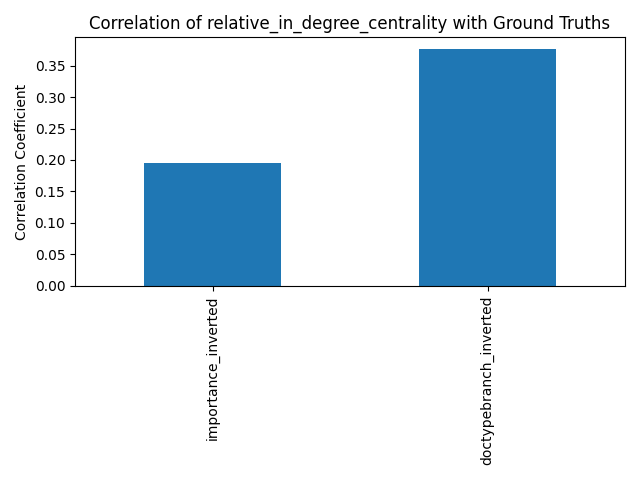 Correlation of relative_in_degree_centrality with Ground Truths
Correlation Coefficient
0.35
0.30
0.25
0.20
0.15
0.10
0.05
0.00
importance_inverted
doctypebranch_inverted